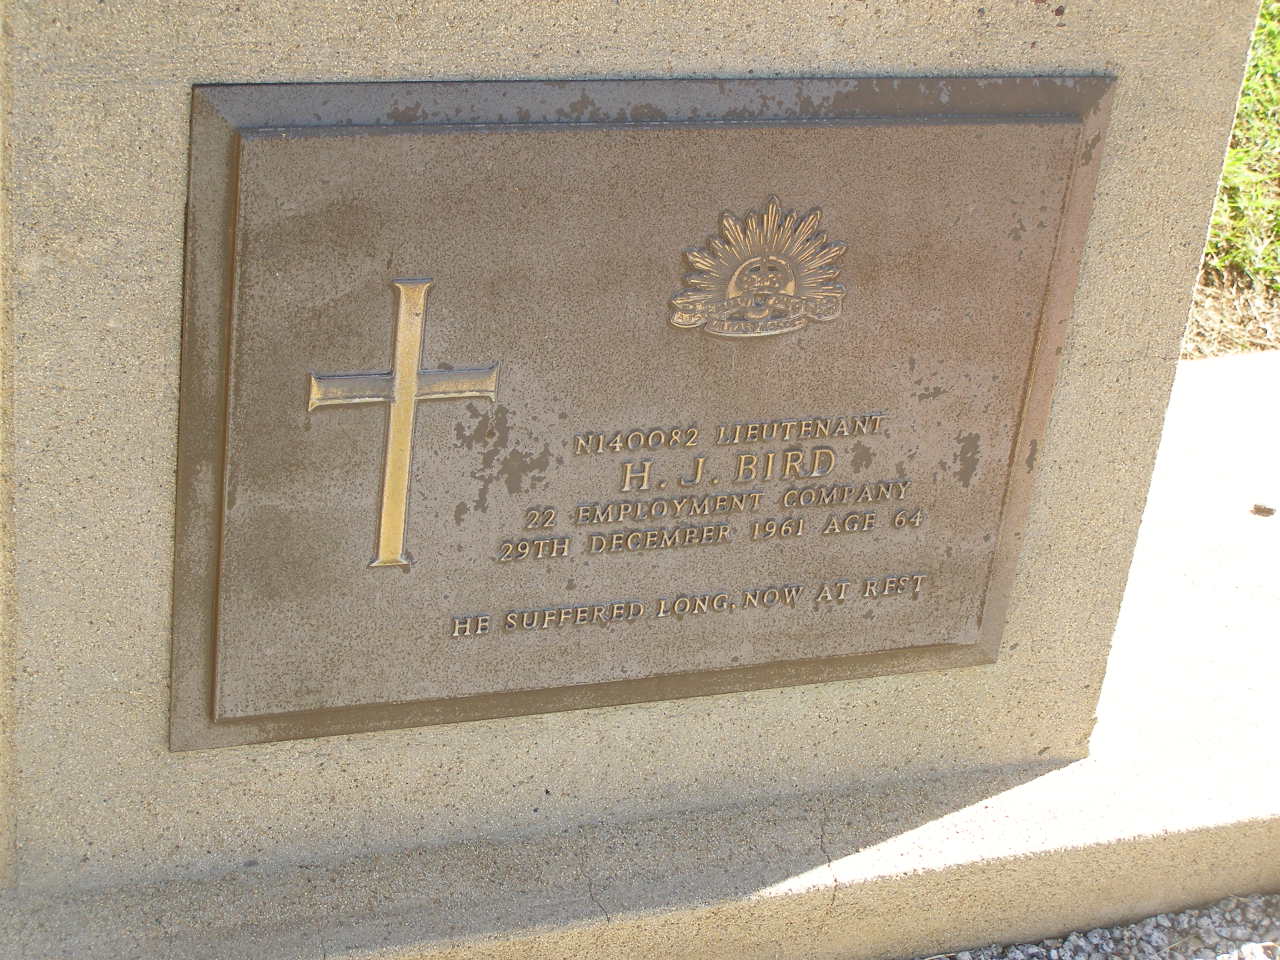 N140082 LIEUTENANT
H. J. BIRD
22 EMPLOYMENT COMPANY
29TH DECEMBER 1961 AGE 64
HE SUFFERED LONG, NOW AT REST